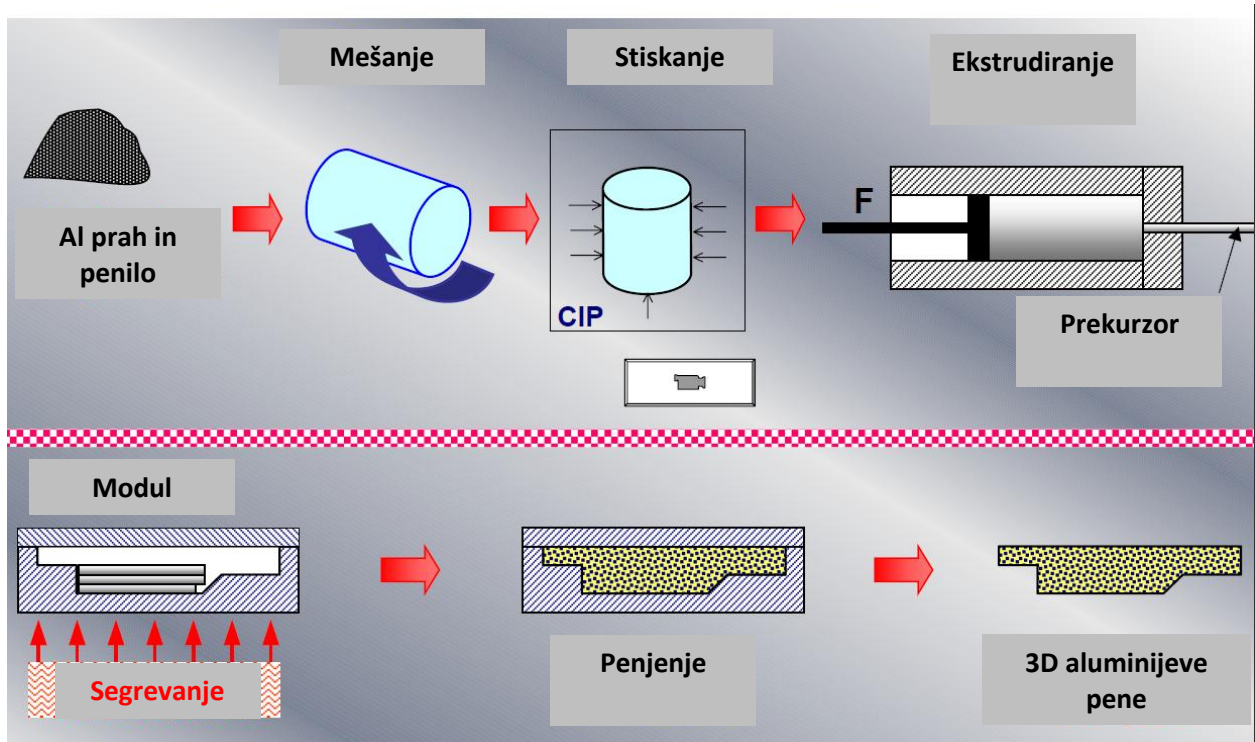 Mešanje
Stiskanje
Ekstrudiranje
Al prah in
penilo
CIP
F
Prekurzor
Modul
Segrevanje
Penjenje
3D aluminijeve
pene